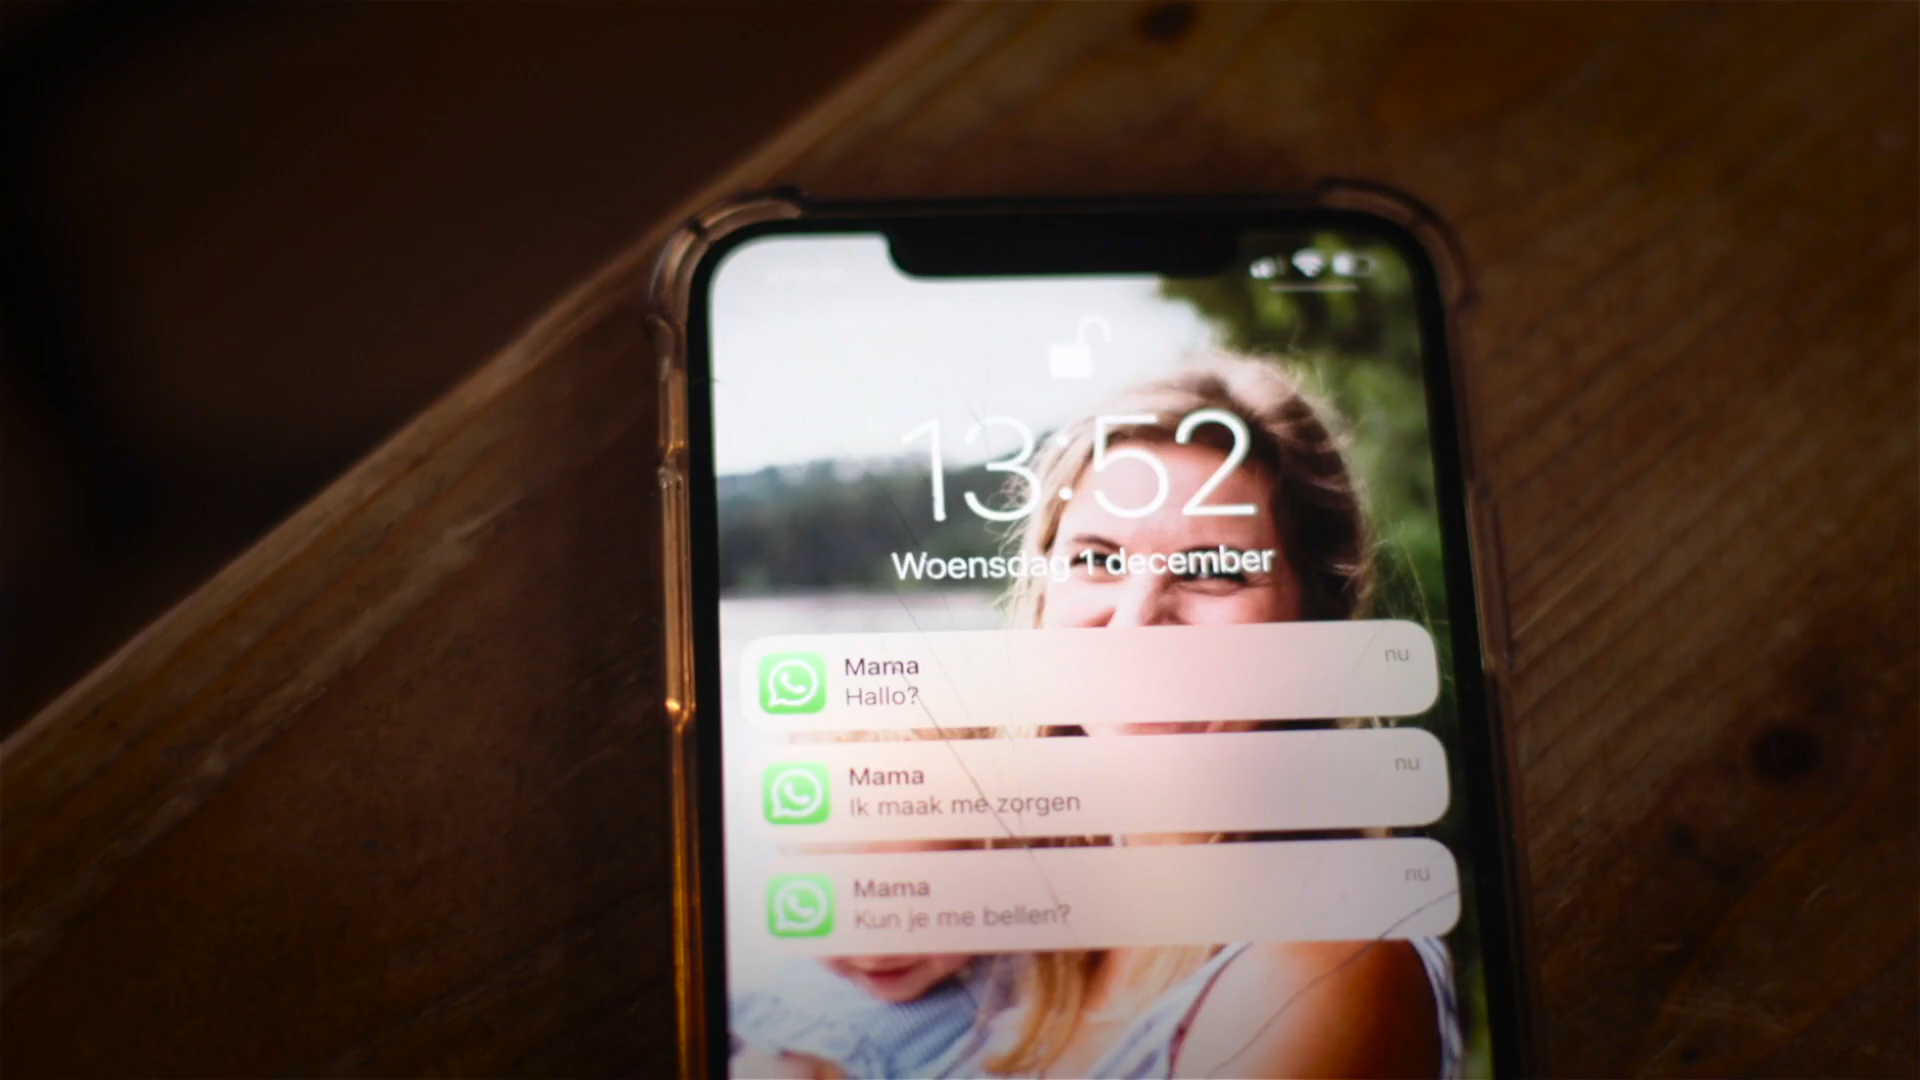 13:52
Woensdag 1 december
Mama
nu
Hallo?
Mama
nu
Ik maak me zorgen
Mama
nu
Kun je me bellen?